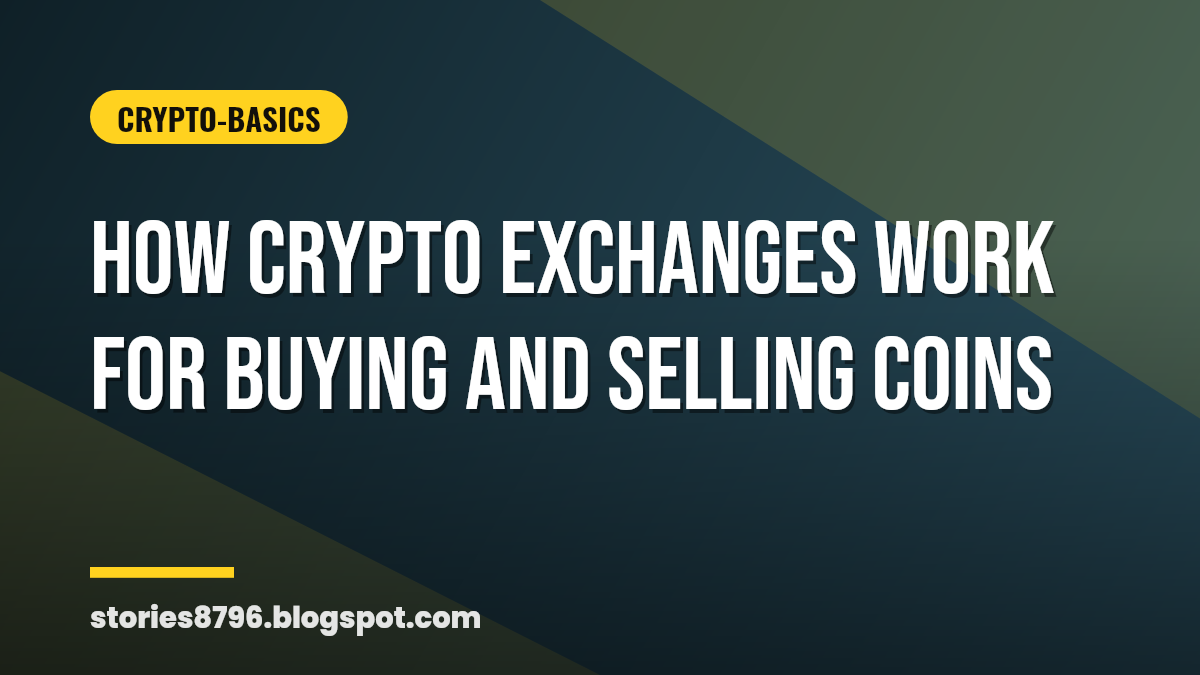 CRYPTO-BASICS
HOW CRYPTO EXCHANGES WORK
FOR BUYING AND SELLING COINS
stories8796.blogspot.com